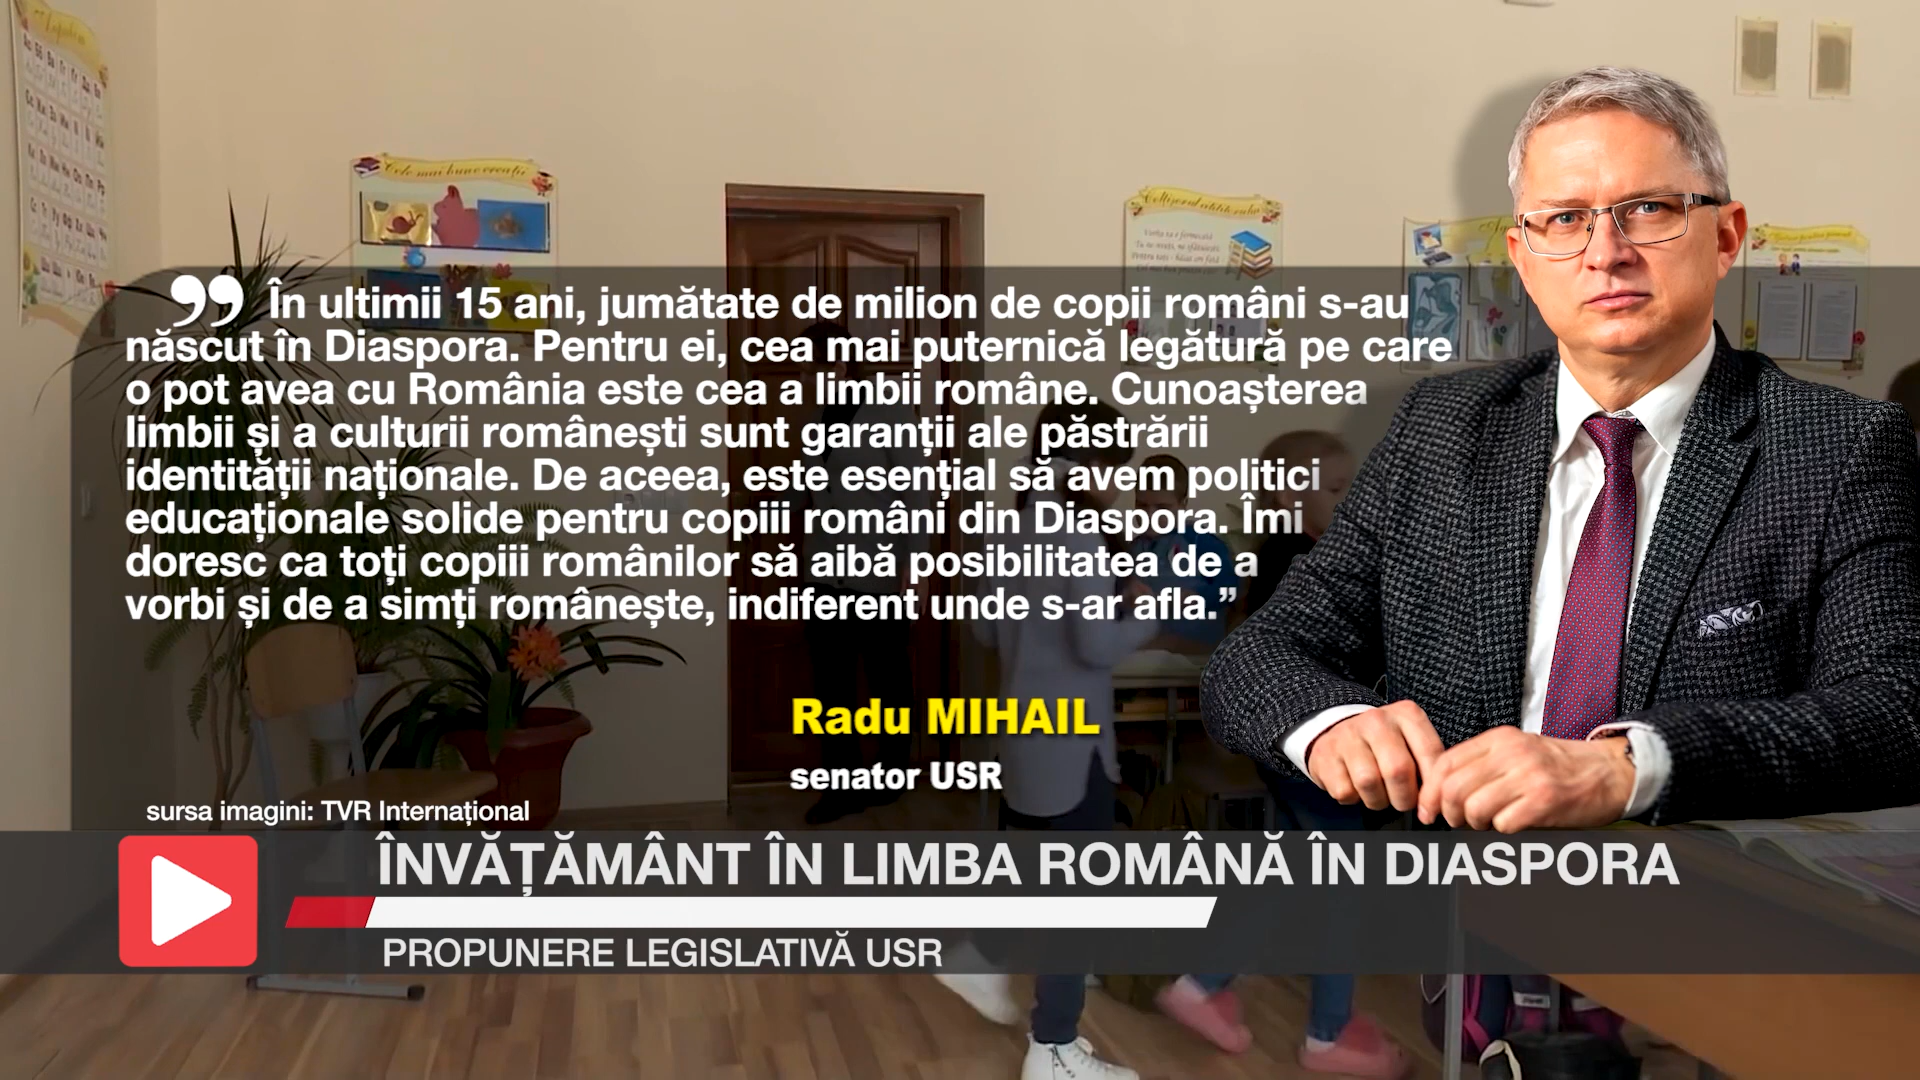 Cele mai bune creații
” În ultimii 15 ani, jumătate de milion de copii români s-au
născut în Diaspora. Pentru ei, cea mai puternică legătură pe care
o pot avea cu România este cea a limbii române. Cunoașterea
limbii și a culturii românești sunt garanții ale păstrării
identității naționale. De aceea, este esențial să avem politici
educaționale solide pentru copiii români din Diaspora. Îmi
doresc ca toți copiii românilor să aibă posibilitatea de a
vorbi și de a simți românește, indiferent unde s-ar afla.”
Radu MIHAIL
senator USR
sursa imagini: TVR Internațional
ÎNVĂȚĂMÂNT ÎN LIMBA ROMÂNĂ ÎN DIASPORA
PROPUNERE LEGISLATIVĂ USR